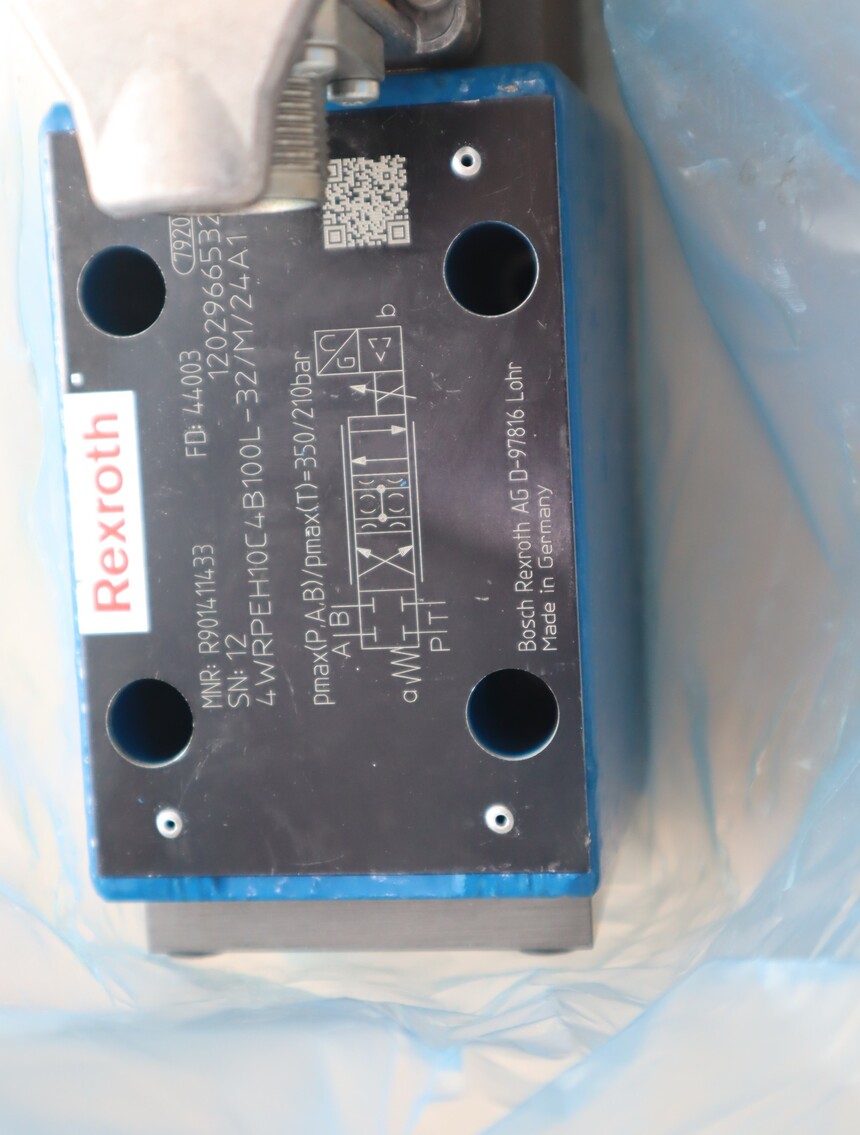 Rexroth
7920
FD: 44003
1202966532
MNR: R901411433
SN: 12
4WRPEH10C4B100L-32/M/24A1
pmax(P,A,B)/pmax(T)=350/210bar
A B
a
b
U
G
P T
Bosch Rexroth AG D-97816 Lohr
Made in Germany